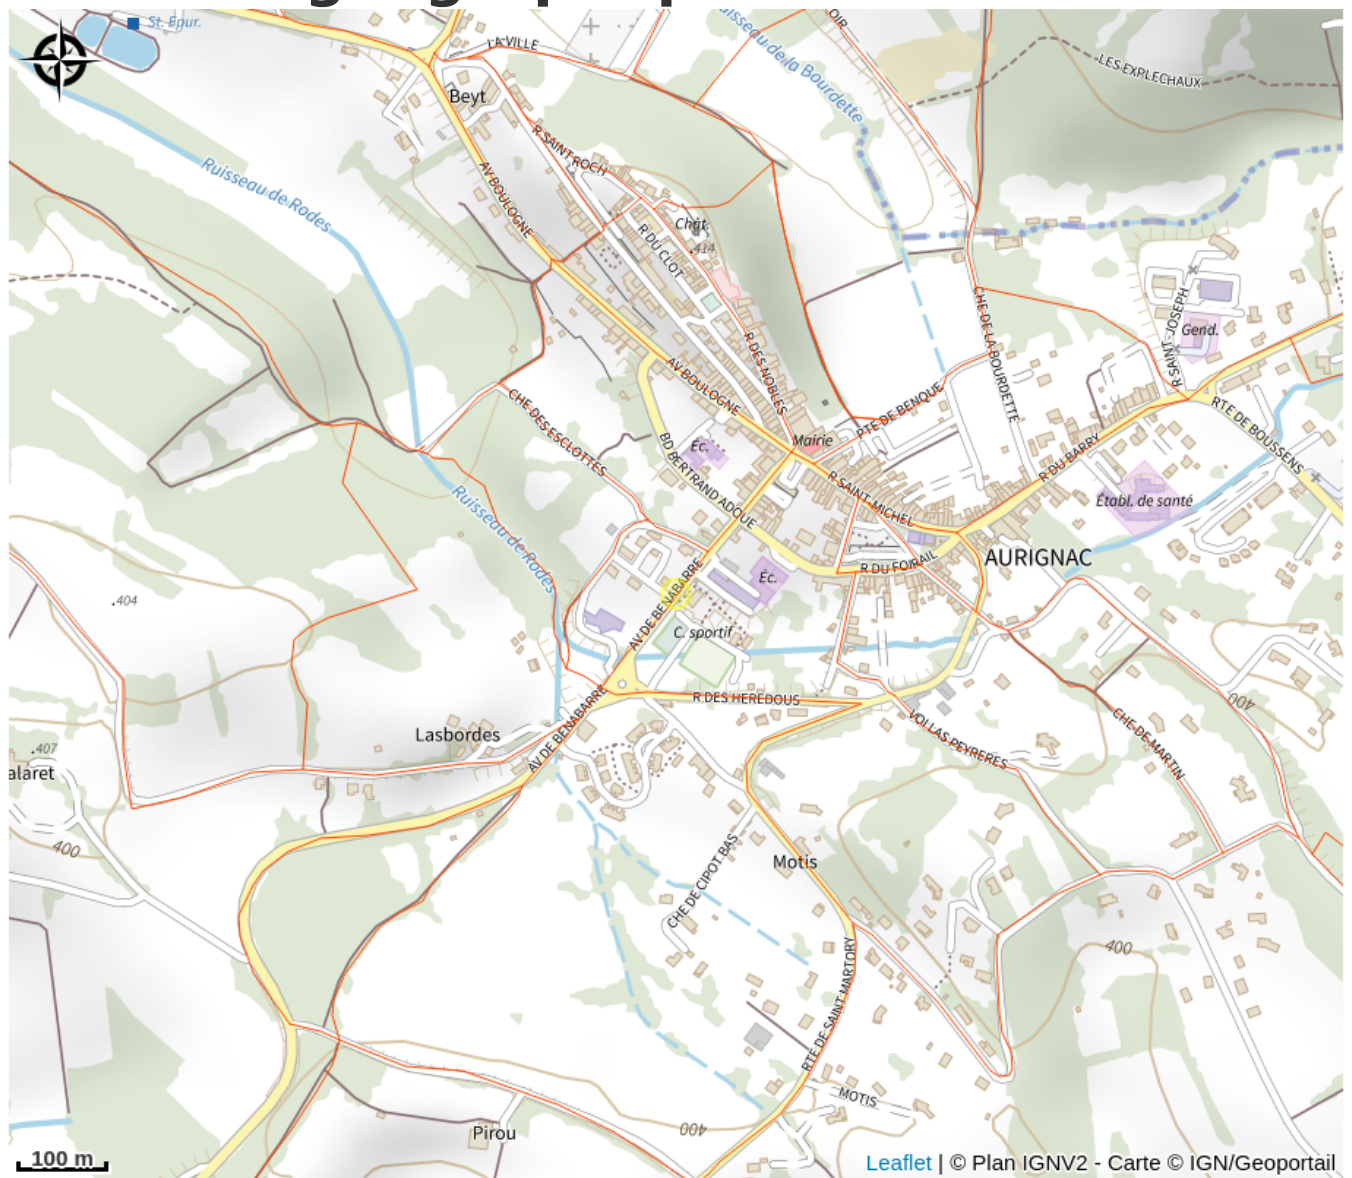 St. Épur.
LA VILLE
Ruisseau de la Bourdette
LES EXPLECHAUX
Beyt
R SAINT ROCH
Ruisseau de Rodes
AV BOULOGNE
Chât.
.414
R DU CLOT
R SAINT-JOSEPH
Gend.
CHE DE LA BOURDETTE
R DES NOBLES
AV BOULOGNE
PTE DE BENQUE
CHE DES ESCLOTTES
RTE DE BOUSSENS
Mairie
Éc.
BD BERTRAND ADOUE
R DU BARRY
R SAINT-MICHEL
Établ. de santé
Ruisseau de Rodes
AURIGNAC
R DU FOIRAIL
Éc.
AV DE BENABARRE
.404
C. sportif
R DES HEREDOUS
400
AV DE BENABARRE
Lasbordes
VOLLAS PEYRERES
CHE DE MARTIN
.407
alaret
400
Motis
CHE DE CIPOT BAS
400
RTE DE SAINT MARTORY
MOTIS
Pirou
400
100 m
Leaflet | © Plan IGNV2 - Carte © IGN/Geoportail